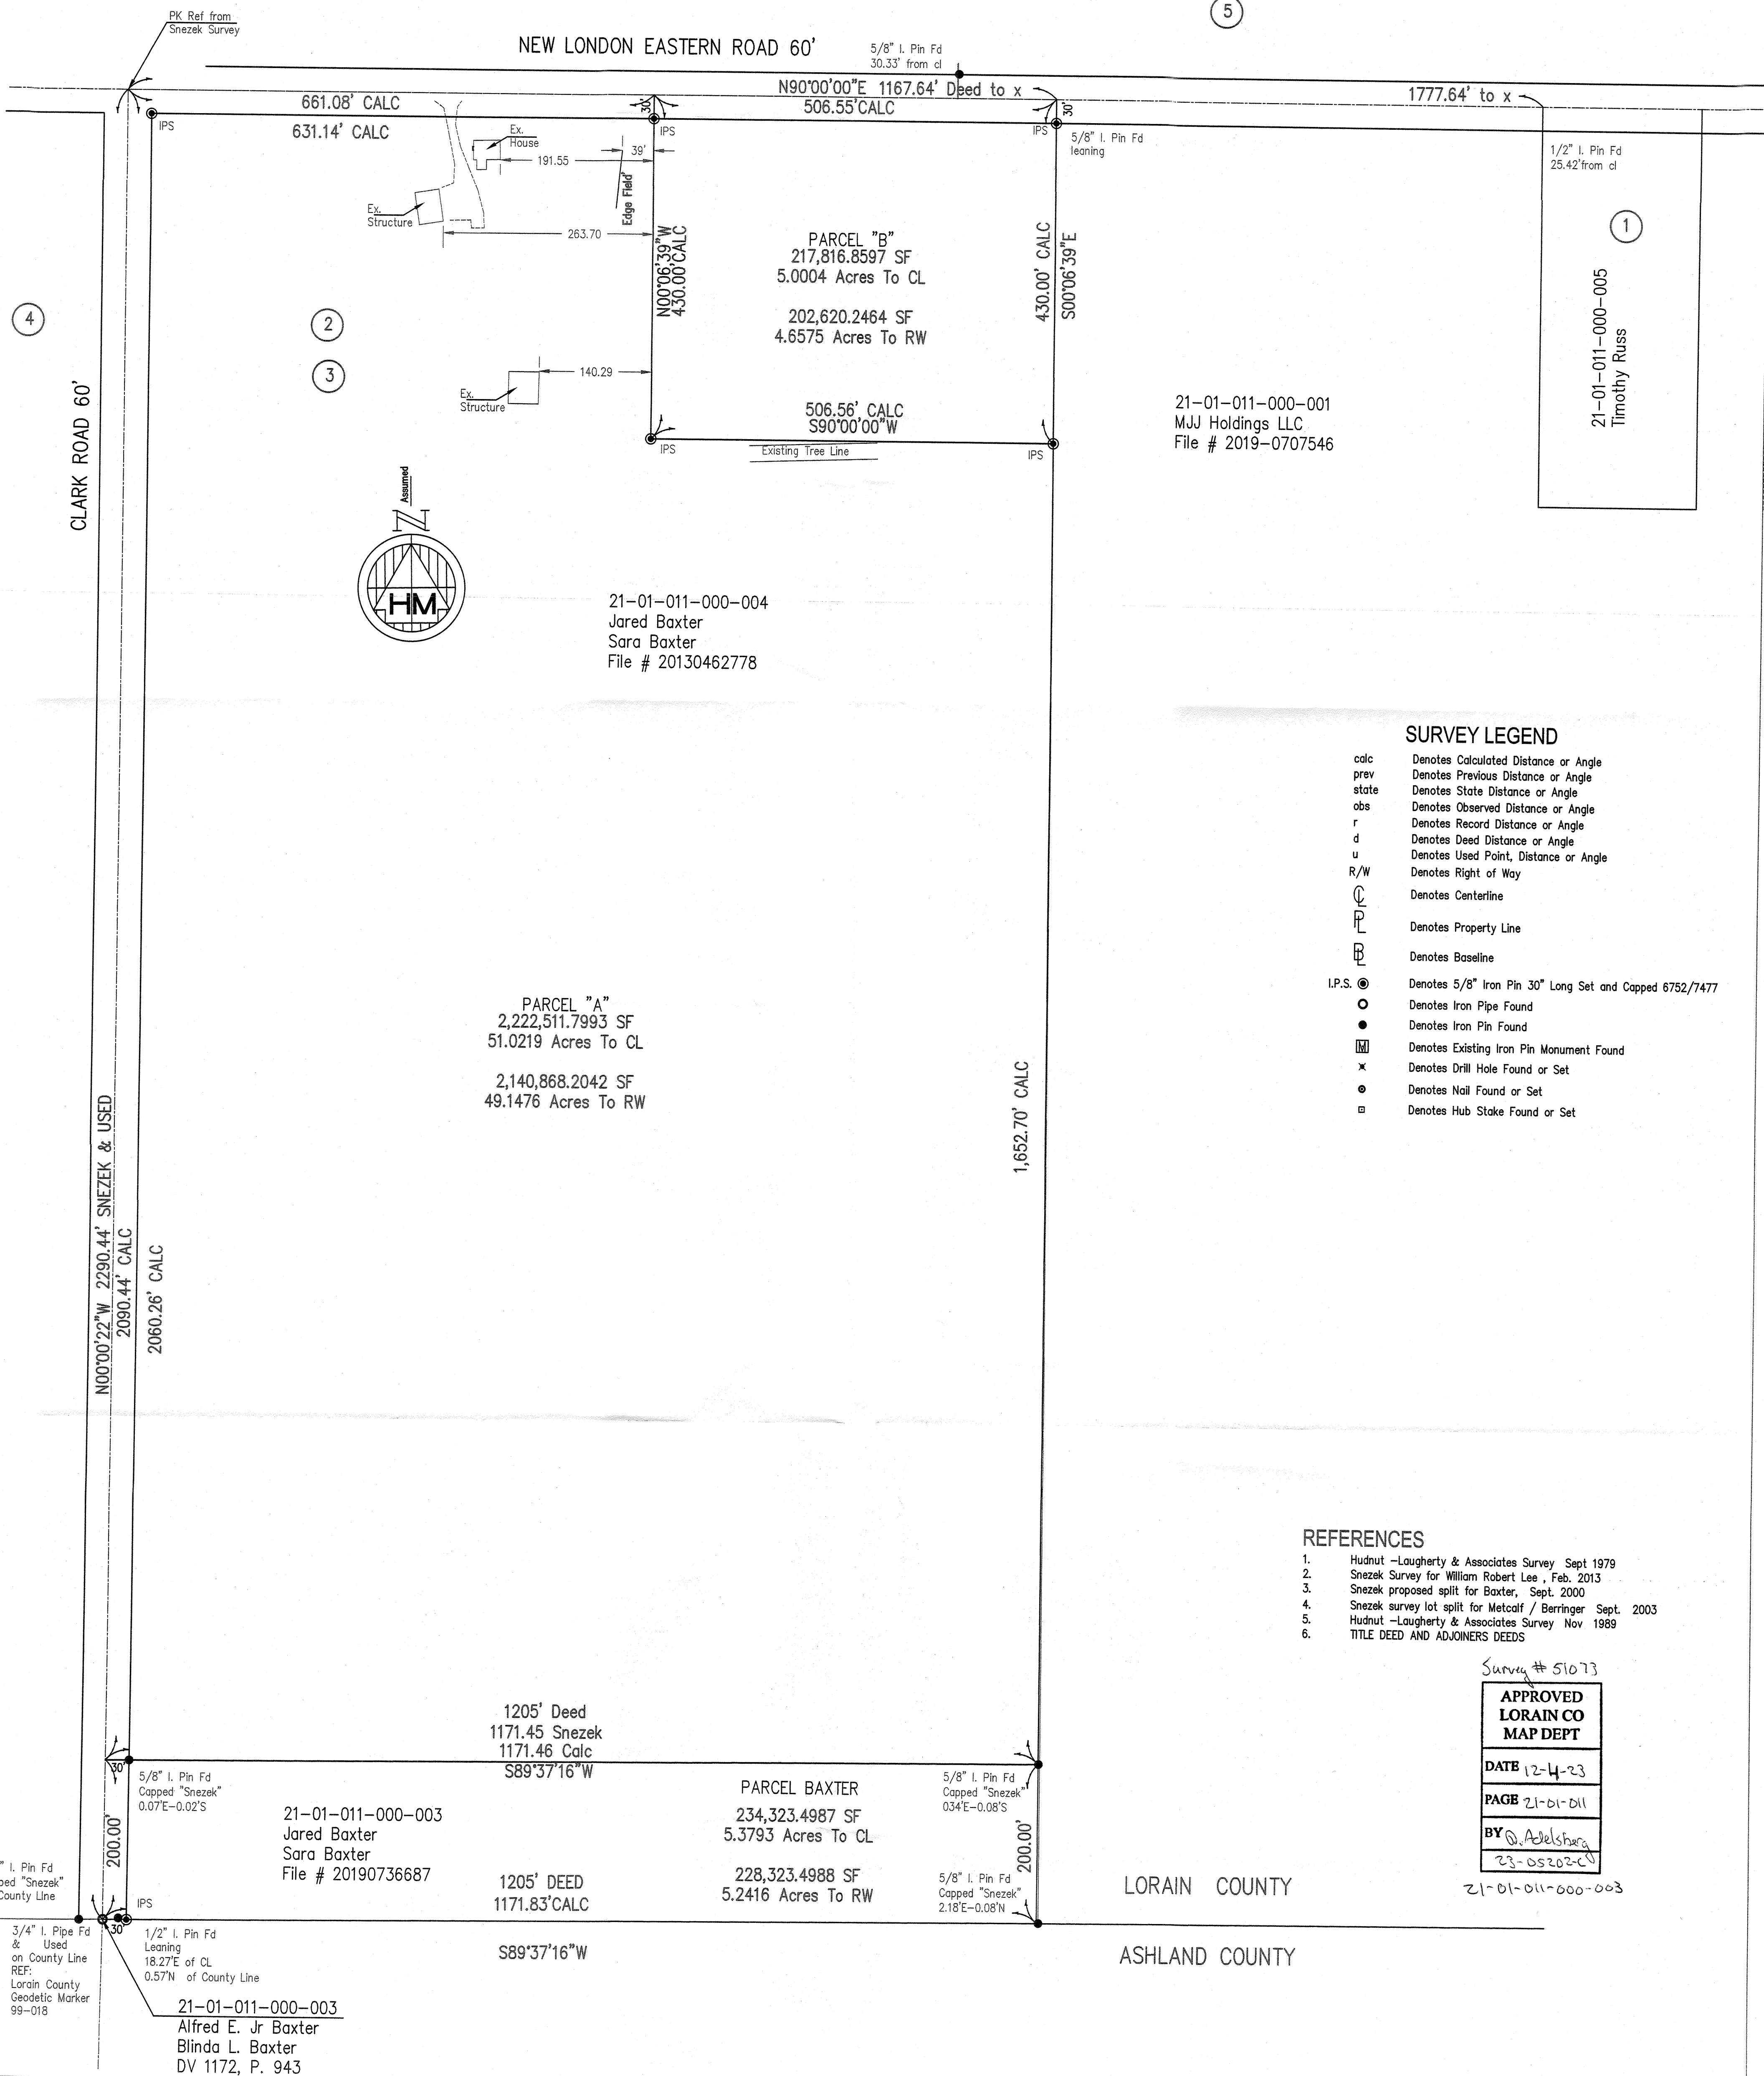 PK Ref from
Snezek Survey
5
NEW LONDON EASTERN ROAD 60'
5/8" I. Pin Fd
30.33' from cl
N90°00'00"E 1167.64' Deed to x
1777.64' to x
661.08' CALC
506.55'CALC
30'
30'
IPS
631.14' CALC
IPS
IPS
5/8" I. Pin Fd
leaning
1/2" I. Pin Fd
25.42'from cl
Ex.
House
191.55
39'
Edge Field
Ex.
Structure
263.70
N00°06'39"W
430.00'CALC
PARCEL "B"
217,816.8597 SF
5.0004 Acres To CL
202,620.2464 SF
4.6575 Acres To RW
430.00' CALC
S00°06'39"E
1
21-01-011-000-005
Timothy Russ
4
2
3
CLARK ROAD 60'
140.29
Ex.
Structure
506.56' CALC
S90°00'00"W
IPS
Existing Tree Line
IPS
21-01-011-000-001
MJJ Holdings LLC
File # 2019-0707546
Assumed
N
HM
21-01-011-000-004
Jared Baxter
Sara Baxter
File # 20130462778
SURVEY LEGEND
calc Denotes Calculated Distance or Angle
prev Denotes Previous Distance or Angle
state Denotes State Distance or Angle
obs Denotes Observed Distance or Angle
r Denotes Record Distance or Angle
d Denotes Deed Distance or Angle
u Denotes Used Point, Distance or Angle
R/W Denotes Right of Way
CL Denotes Centerline
PL Denotes Property Line
BL Denotes Baseline
I.P.S. Denotes 5/8" Iron Pin 30" Long Set and Capped 6752/7477
Denotes Iron Pipe Found
Denotes Iron Pin Found
M Denotes Existing Iron Pin Monument Found
Denotes Drill Hole Found or Set
Denotes Nail Found or Set
Denotes Hub Stake Found or Set
PARCEL "A"
2,222,511.7993 SF
51.0219 Acres To CL
2,140,868.2042 SF
49.1476 Acres To RW
1,652.70' CALC
N00°00'22"W 2290.44' SNEZEK & USED
2090.44' CALC
2060.26' CALC
REFERENCES
1. Hudnut -Laugherty & Associates Survey Sept 1979
2. Snezek Survey for William Robert Lee , Feb. 2013
3. Snezek proposed split for Baxter, Sept. 2000
4. Snezek survey lot split for Metcalf / Berringer Sept. 2003
5. Hudnut -Laugherty & Associates Survey Nov 1989
6. TITLE DEED AND ADJOINERS DEEDS
Survey # 51073
APPROVED
LORAIN CO
MAP DEPT
DATE 12-4-23
PAGE 21-01-011
BY D. Adelsberg
23-05202-C
21-01-011-000-003
1205' Deed
1171.45 Snezek
1171.46 Calc
S89°37'16"W
30'
5/8" I. Pin Fd
Capped "Snezek"
0.07'E-0.02'S
200.00'
21-01-011-000-003
Jared Baxter
Sara Baxter
File # 20190736687
PARCEL BAXTER
234,323.4987 SF
5.3793 Acres To CL
228,323.4988 SF
5.2416 Acres To RW
5/8" I. Pin Fd
Capped "Snezek"
034'E-0.08'S
200.00'
1205' DEED
1171.83'CALC
5/8" I. Pin Fd
Capped "Snezek"
2.18'E-0.08'N
LORAIN COUNTY
" I. Pin Fd
ped "Snezek"
County Line
IPS
30'
3/4" I. Pipe Fd
& Used
on County Line
REF:
Lorain County
Geodetic Marker
99-018
1/2" I. Pin Fd
Leaning
18.27'E of CL
0.57'N of County Line
S89°37'16"W
ASHLAND COUNTY
21-01-011-000-003
Alfred E. Jr Baxter
Blinda L. Baxter
DV 1172, P. 943